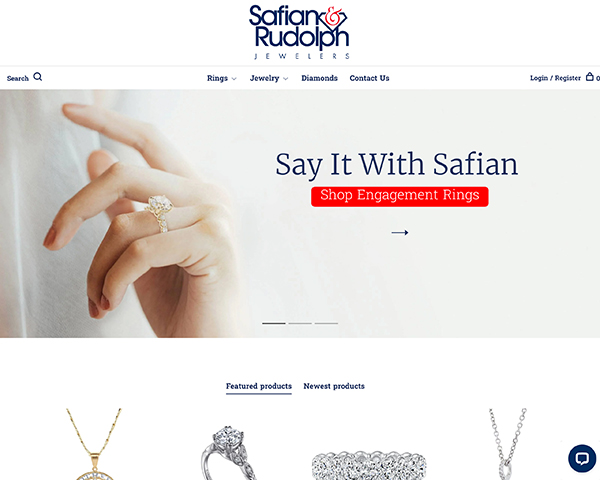 Safian &
Rudolph
JEWELERS
Search
Rings
Jewelry
Diamonds
Contact Us
Login / Register
0
Say It With Safian
Shop Engagement Rings
Featured products
Newest products